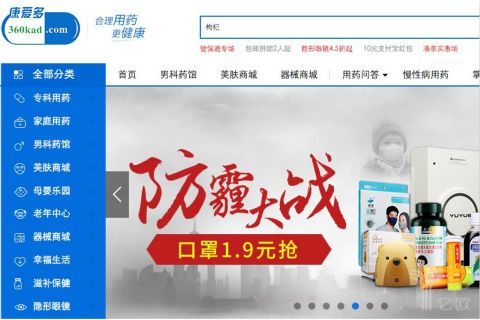 康爱多
360kad.com
合理用药
更健康
枸杞
健保通专场 包邮拼团2人起 隐形眼镜4.5折起 10元支付宝红包 凑单实惠场
全部分类 首页 男科药馆 美肤商城 器械商城 用药问答 慢性病用药
专科用药
家庭用药
男科药馆
美肤商城
母婴乐园
老年中心
器械商城
幸福生活
滋补保健
隐形眼镜
防霾大战
口罩1.9元抢
YUYUE
亿欧